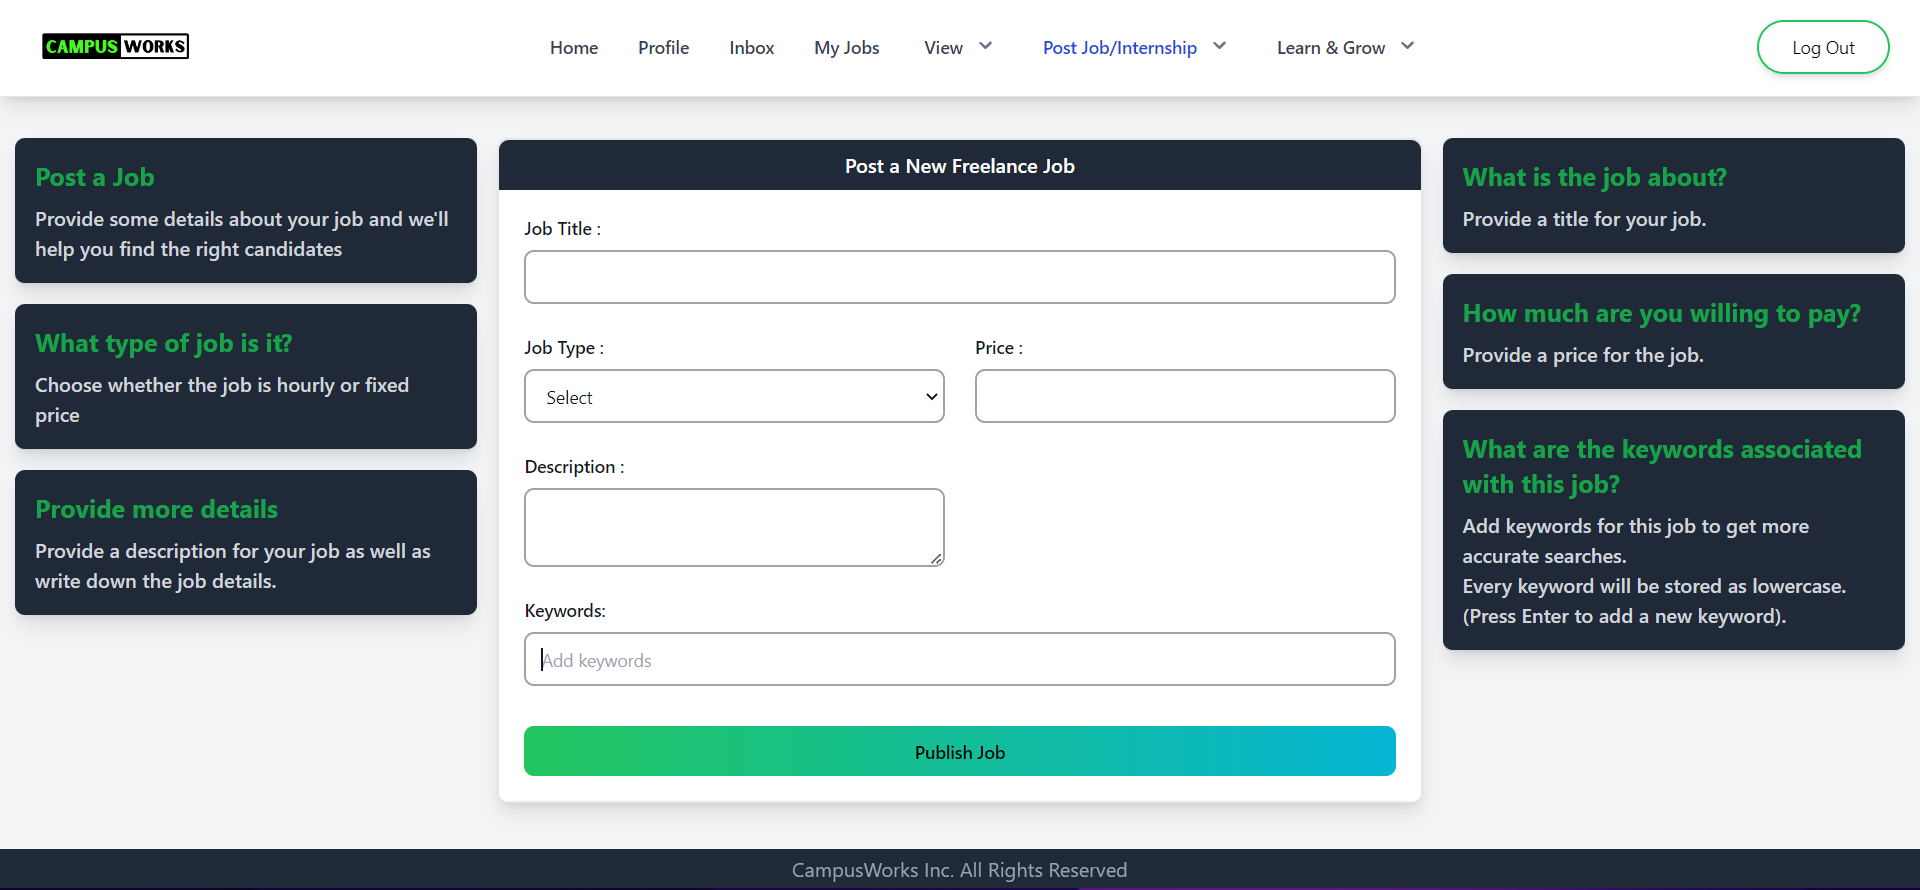 CAMPUS WORKS
Home
Profile
Inbox
My Jobs
View
Post Job/Internship
Learn & Grow
Log Out
Post a Job
Provide some details about your job and we'll
help you find the right candidates
What type of job is it?
Choose whether the job is hourly or fixed
price
Provide more details
Provide a description for your job as well as
write down the job details.
Post a New Freelance Job
Job Title :
Job Type :
Price :
Select
Description :
Keywords:
Add keywords
Publish Job
What is the job about?
Provide a title for your job.
How much are you willing to pay?
Provide a price for the job.
What are the keywords associated
with this job?
Add keywords for this job to get more
accurate searches.
Every keyword will be stored as lowercase.
(Press Enter to add a new keyword).
CampusWorks Inc. All Rights Reserved